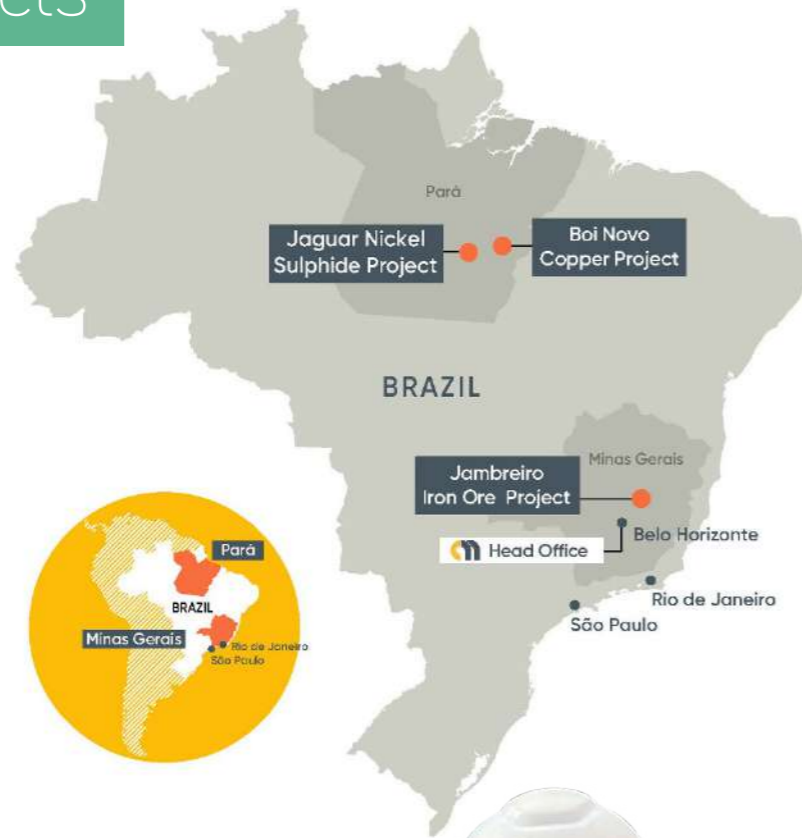 Pará
Jaguar Nickel
Sulphide Project
Boi Novo
Copper Project
BRAZIL
Minas Gerais
Jambreiro
Iron Ore Project
Belo Horizonte
Head Office
Rio de Janeiro
São Paulo
Pará
BRAZIL
Minas Gerais
Rio de Janeiro
São Paulo